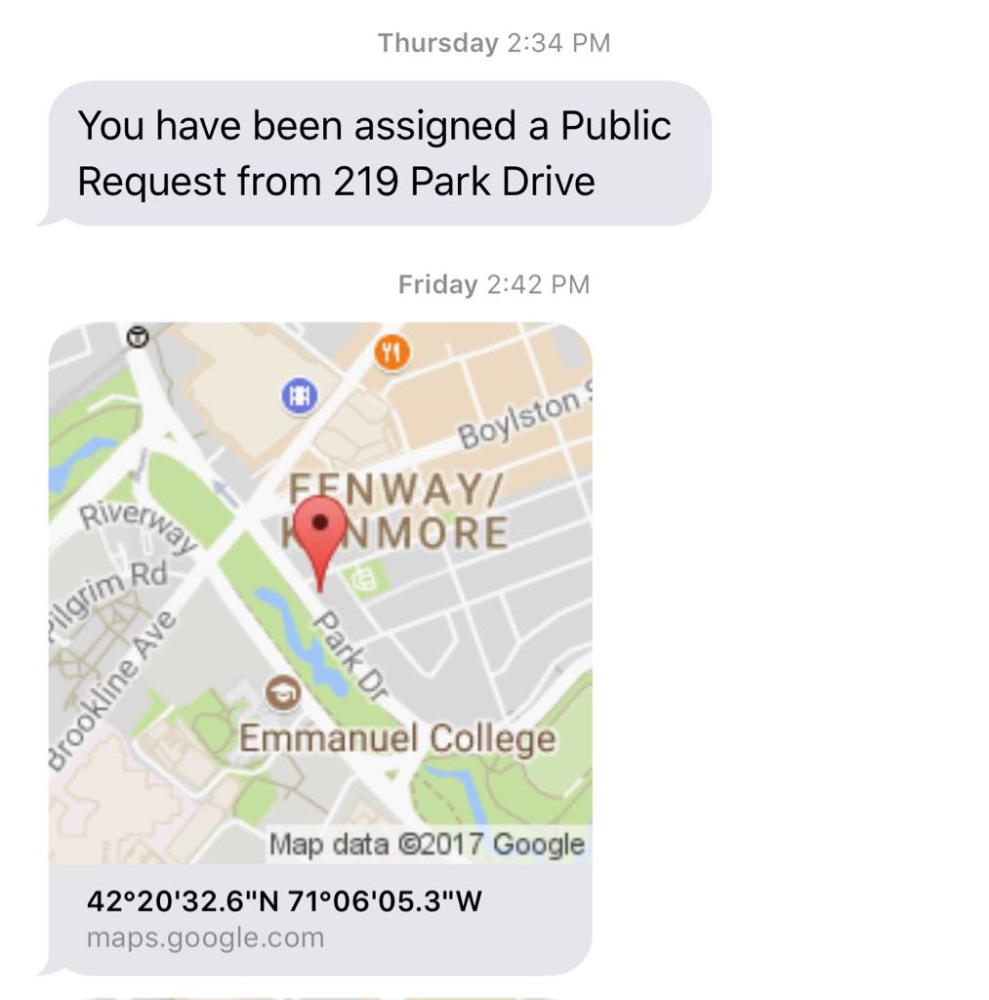 Thursday 2:34 PM
You have been assigned a Public
Request from 219 Park Drive
Friday 2:42 PM
Boylston S
FENWAY/
KENMORE
Riverway
Pilgrim Rd
Park Dr
Brookline Ave
Emmanuel College
Map data ©2017 Google
42°20'32.6"N 71°06'05.3"W
maps.google.com